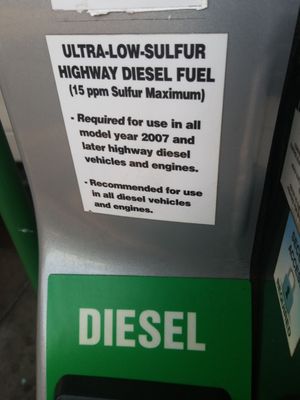 ULTRA-LOW-SULFUR
HIGHWAY DIESEL FUEL
(15 ppm Sulfur Maximum)
- Required for use in all
model year 2007 and
later highway diesel
vehicles and engines.
- Recommended for use
in all diesel vehicles
and engines.
DIESEL